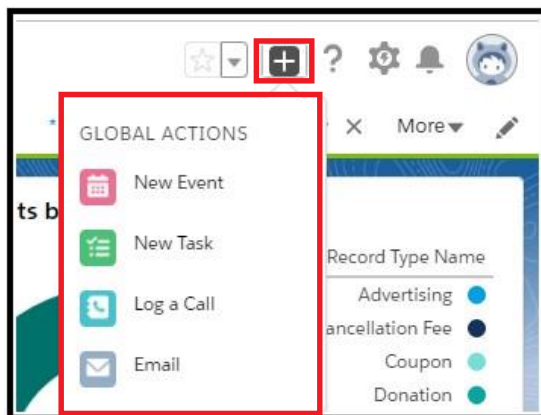 More
GLOBAL ACTIONS
New Event
ts b
New Task
Record Type Name
Log a Call
Advertising
ancellation Fee
Email
Coupon
Donation